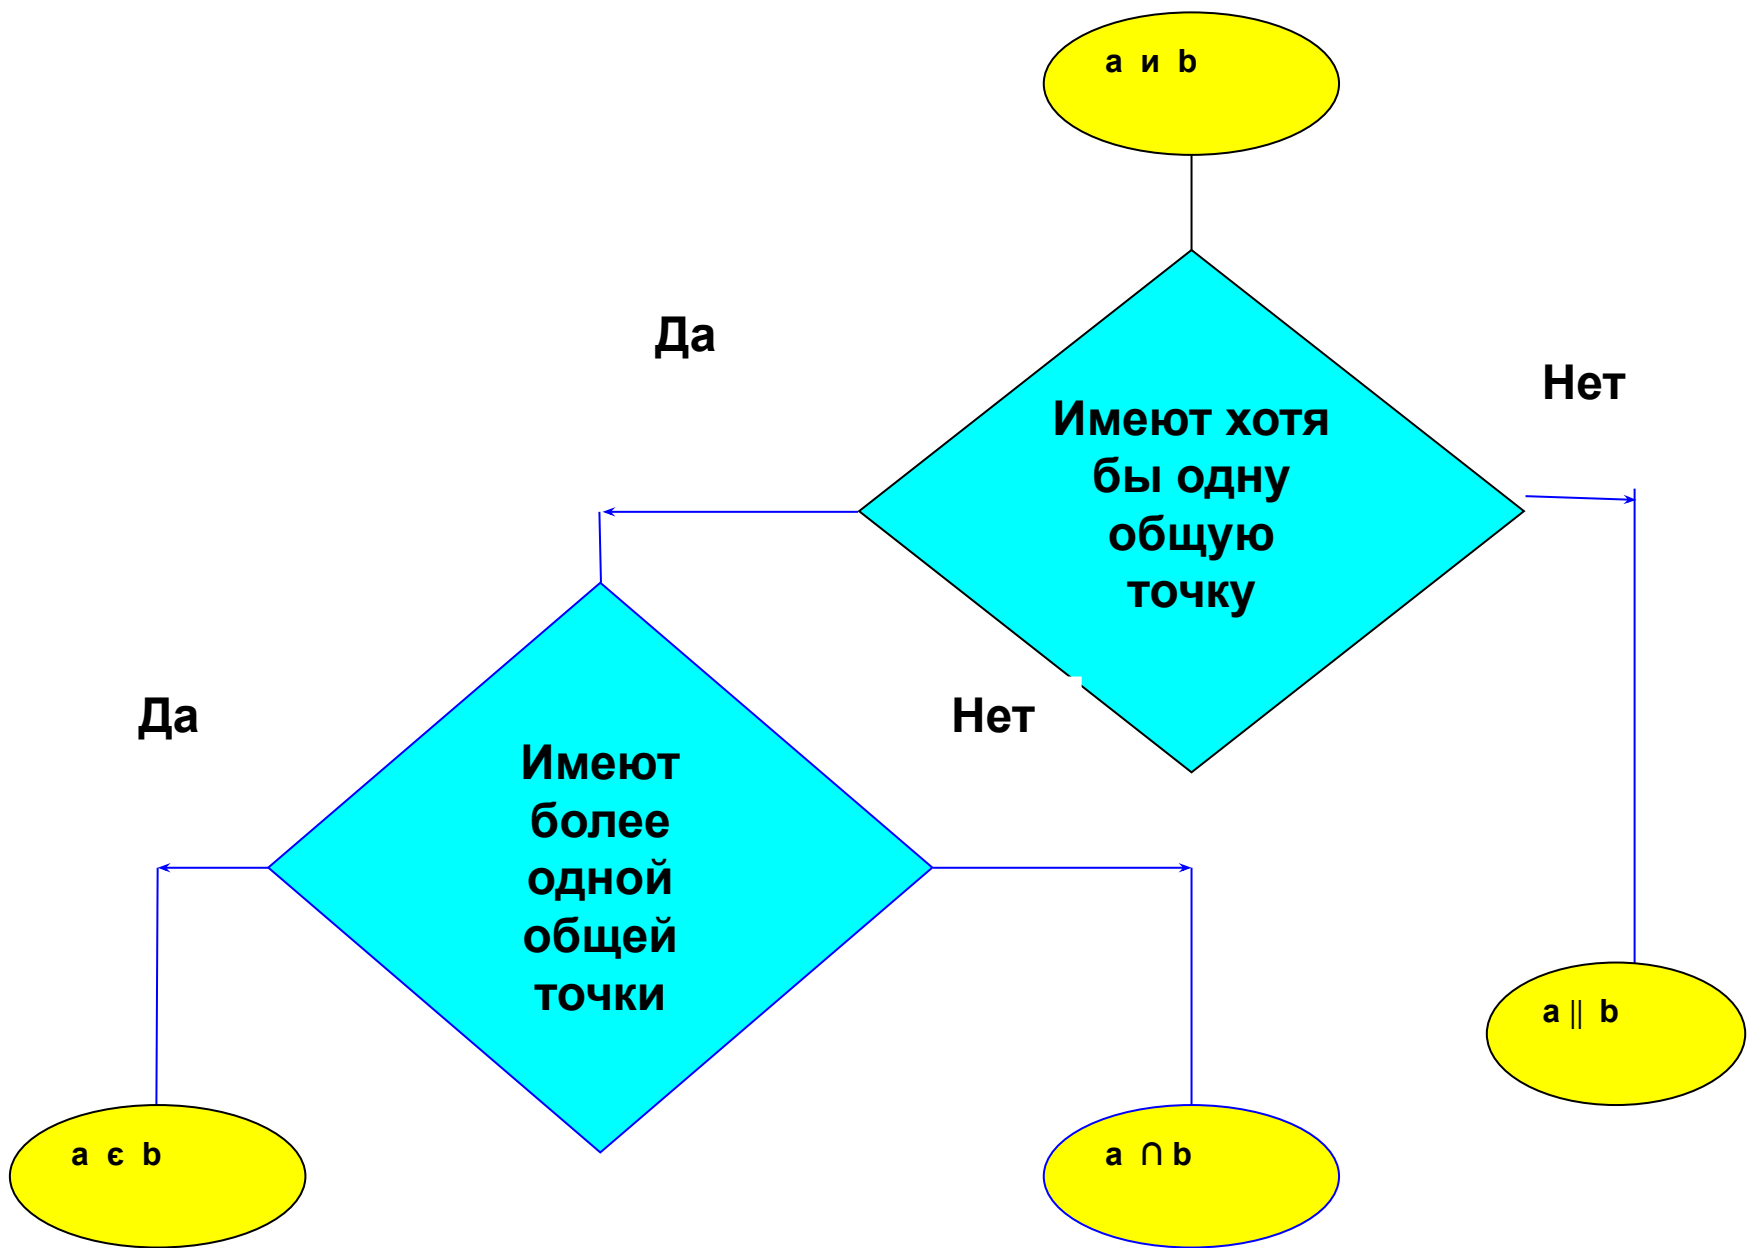 a и b
Да
Нет
Имеют хотя
бы одну
общую
точку
Да
Нет
Имеют
более
одной
общей
точки
a || b
a є b
a ∩ b